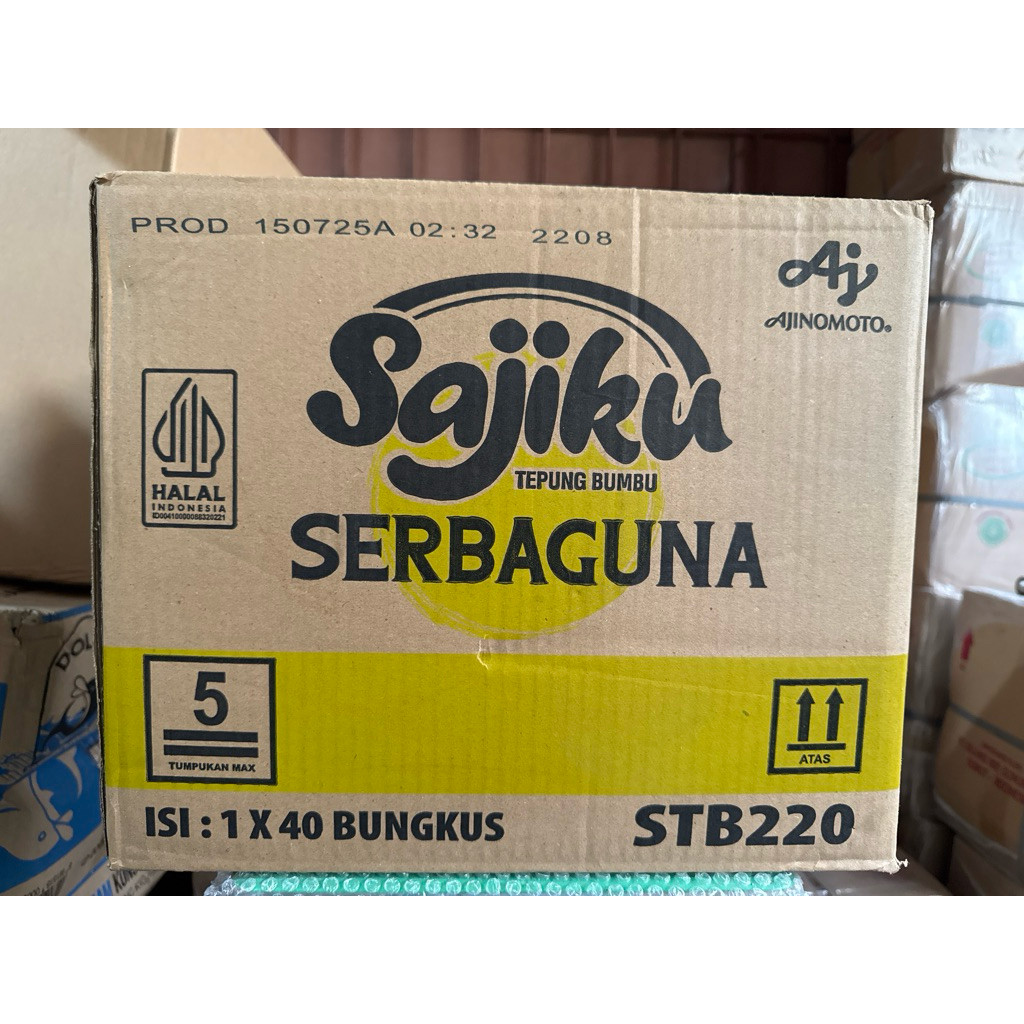 PROD 150725A 02:32 2208
Aj
AJINOMOTO®
Sajiku
TEPUNG BUMBU
SERBAGUNA
HALAL
INDONESIA
5
TUMPUKAN MAX
ATAS
ISI : 1 X 40 BUNGKUS
STB220
DOL